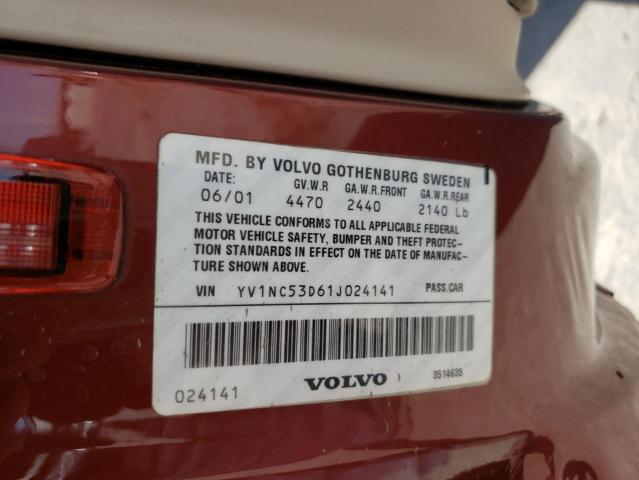 MFD. BY VOLVO GOTHENBURG SWEDEN
DATE: GV.W.R GA.W.R.FRONT GA.W.R.REAR
06/01 4470 2440 2140 Lb
THIS VEHICLE CONFORMS TO ALL APPLICABLE FEDERAL
MOTOR VEHICLE SAFETY, BUMPER AND THEFT PROTEC-
TION STANDARDS IN EFFECT ON THE DATE OF MANUFAC-
TURE SHOWN ABOVE.
VIN YV1NC53D61J024141 PASS.CAR
024141 VOLVO 3514635